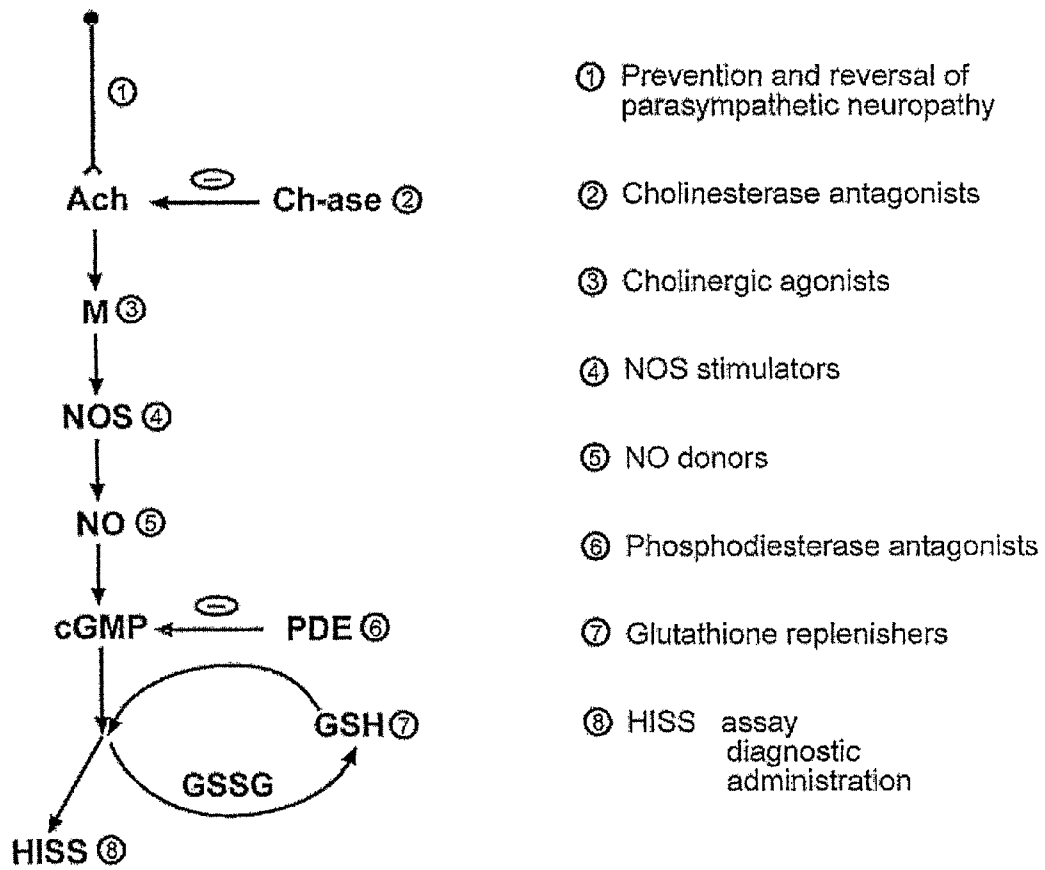 ①
Ach
⊖
Ch-ase ②
M ③
NOS ④
NO ⑤
cGMP
⊖
PDE ⑥
GSH ⑦
GSSG
HISS ⑧
① Prevention and reversal of
parasympathetic neuropathy
② Cholinesterase antagonists
③ Cholinergic agonists
④ NOS stimulators
⑤ NO donors
⑥ Phosphodiesterase antagonists
⑦ Glutathione replenishers
⑧ HISS assay
diagnostic
administration